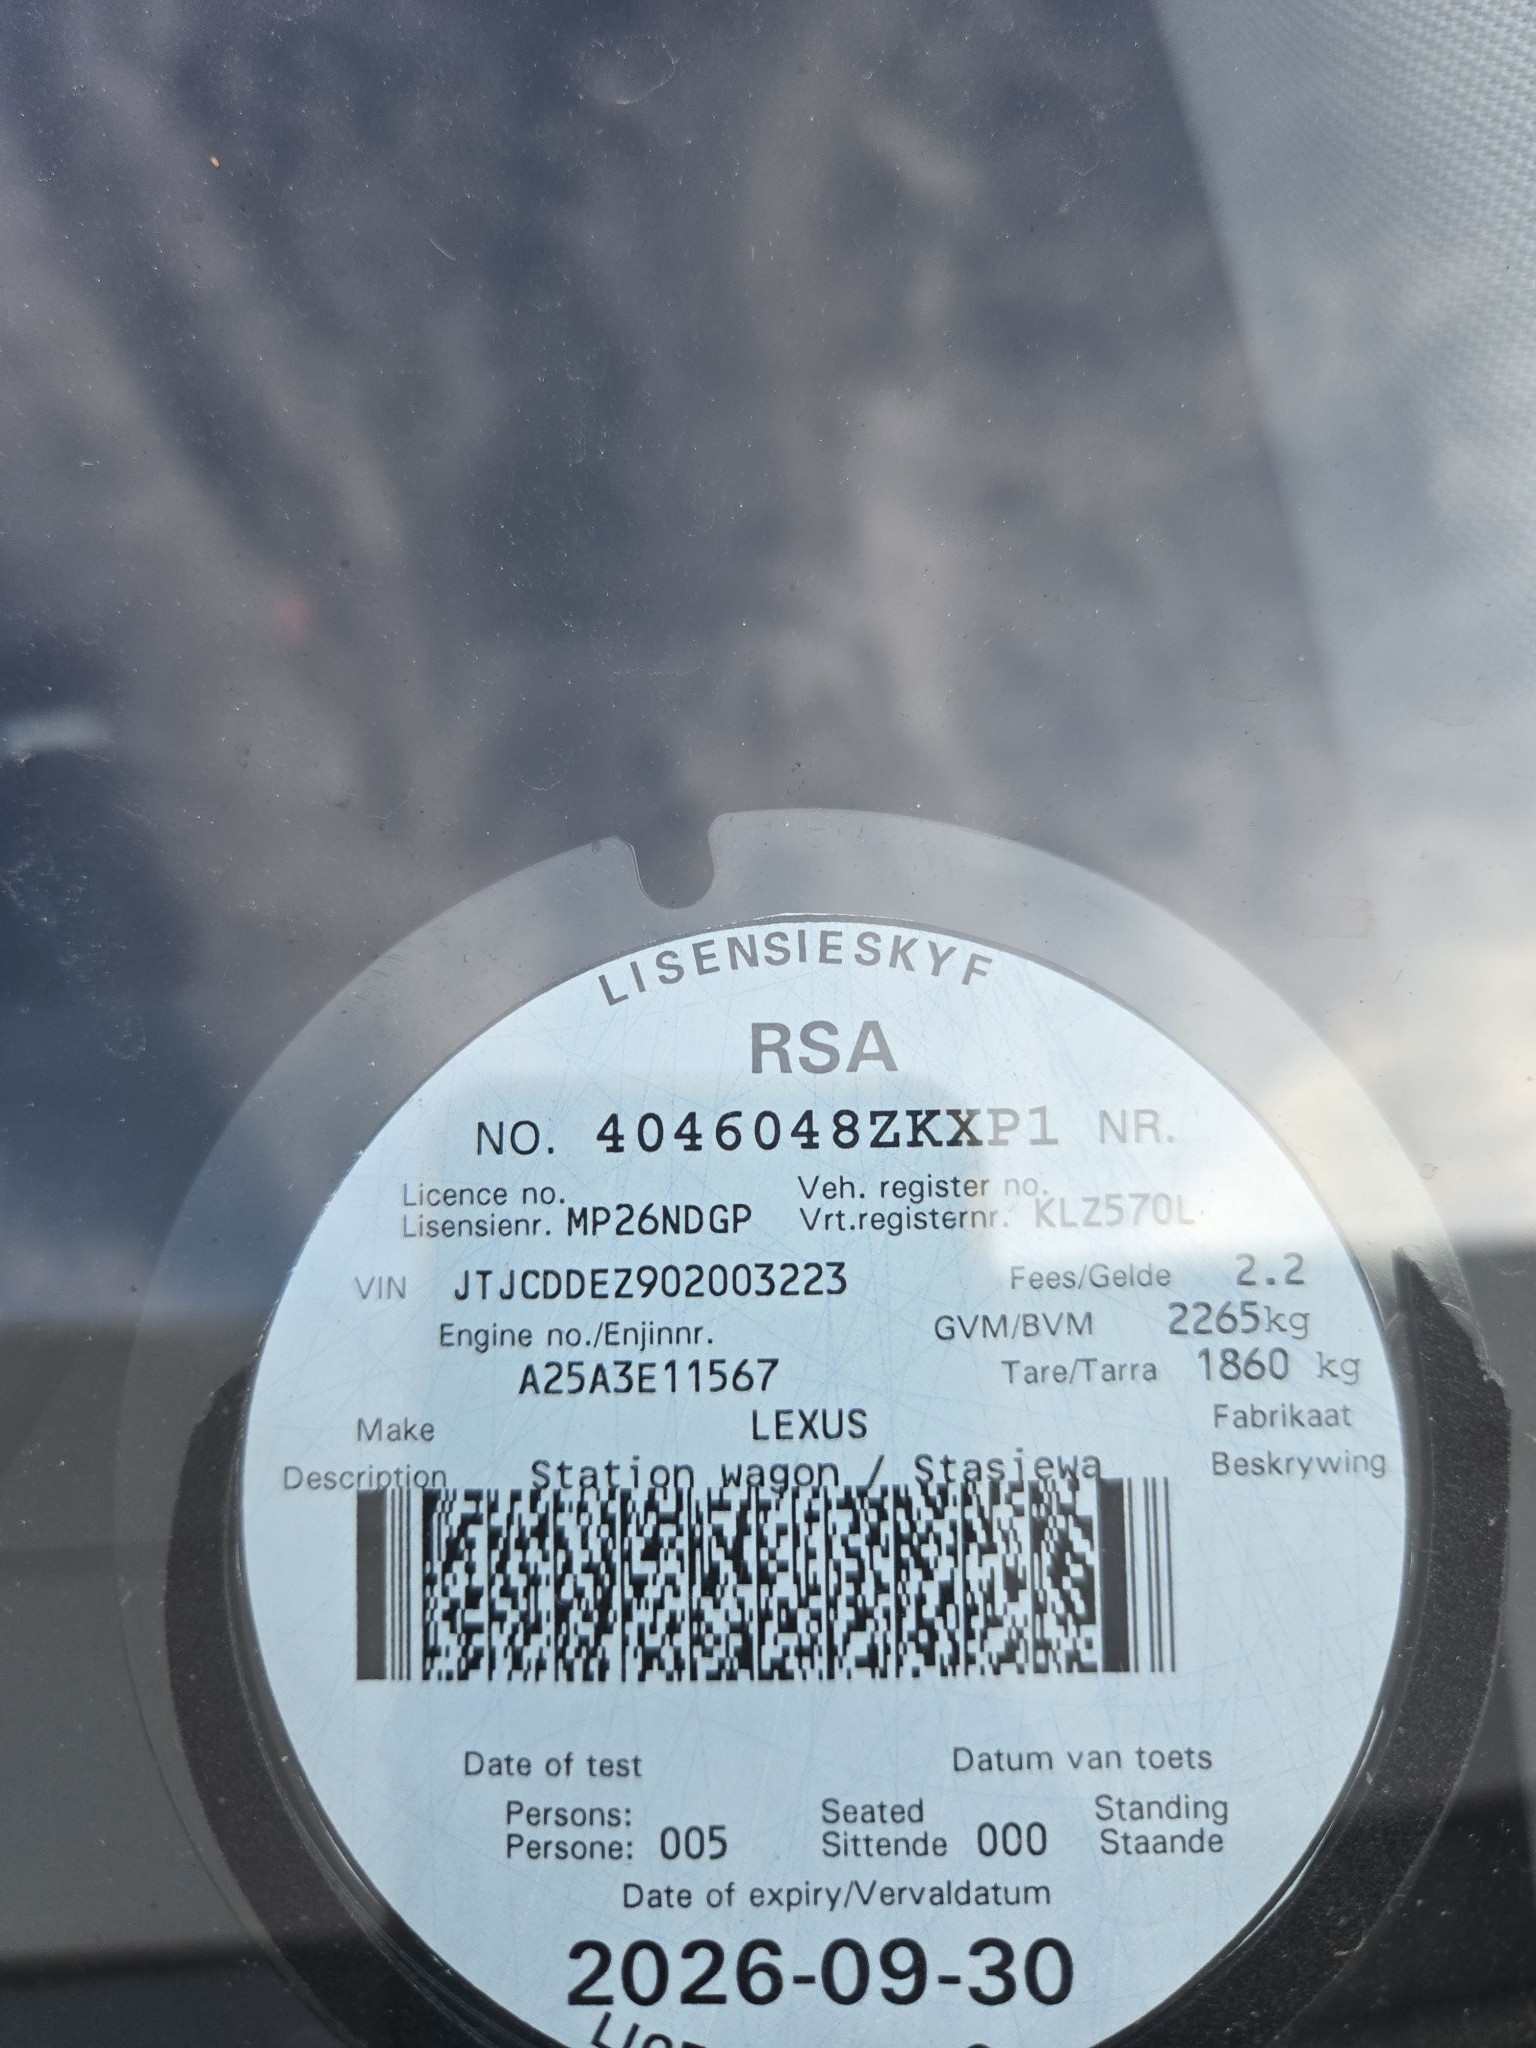 LISENSIESKYF
RSA
NO. 4046048ZKXP1 NR.
Licence no. Veh. register no.
Lisensienr. MP26NDGP Vrt.registernr. KLZ570L
VIN JTJCDDEZ902003223 Fees/Gelde 2.2
Engine no./Enjinnr. GVM/BVM 2265kg
A25A3E11567 Tare/Tarra 1860 kg
Make LEXUS Fabrikaat
Description Station wagon / Stasiewa Beskrywing
Date of test Datum van toets
Persons: Seated Standing
Persone: 005 Sittende 000 Staande
Date of expiry/Vervaldatum
2026-09-30